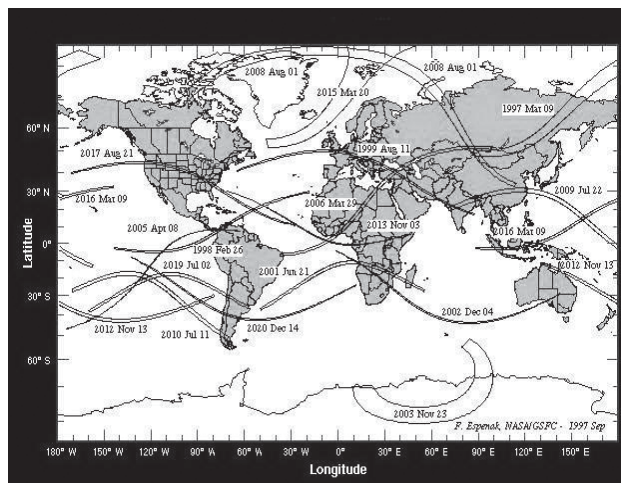 2008 Aug 01
2008 Aug 01
2015 Mar 20
1997 Mar 09
60° N
2017 Aug 21
1999 Aug 11
30° N
2009 Jul 22
2016 Mar 09
2006 Mar 29
2005 Apr 08
2013 Nov 03
2016 Mar 09
Latitude
0°
1998 Feb 26
2019 Jul 02
2001 Jun 21
2012 Nov 13
30° S
2002 Dec 04
2012 Nov 13
2010 Jul 11
2020 Dec 14
60° S
2003 Nov 23
F. Espenak, NASA/GSFC - 1997 Sep
180° W 150° W 120° W 90° W 60° W 30° W 0° 30° E 60° E 90° E 120° E 150° E
Longitude